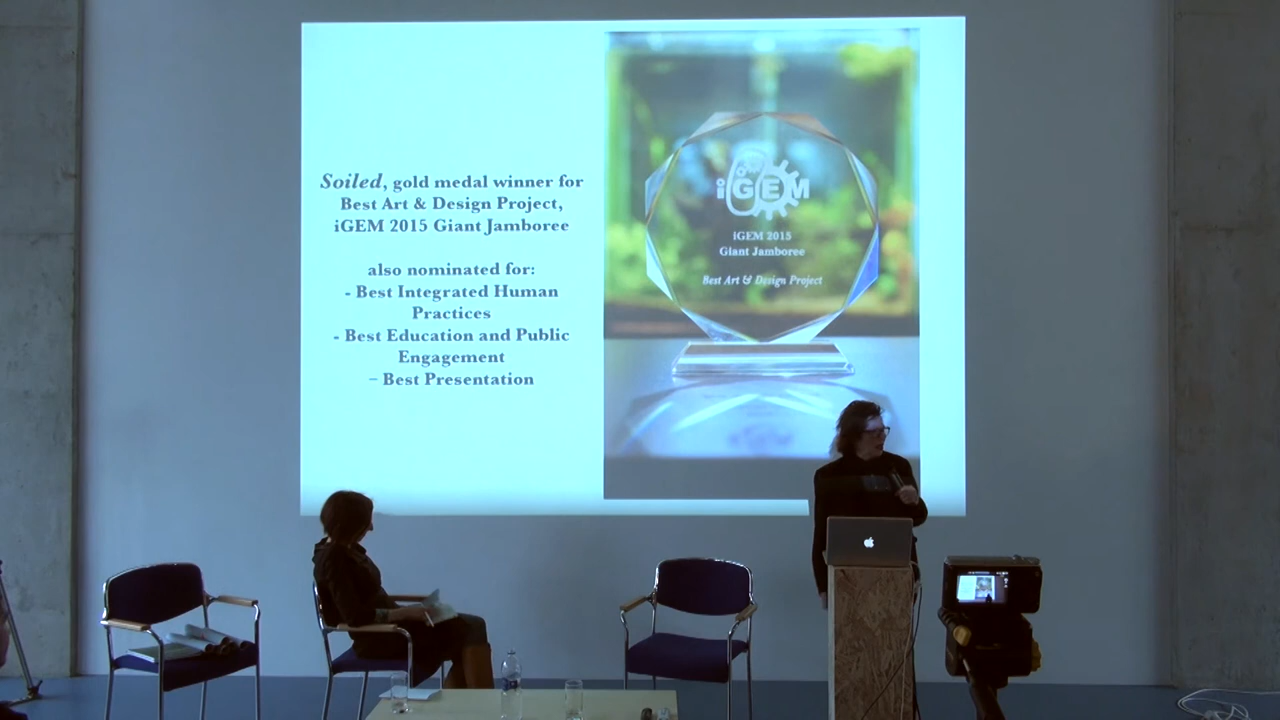 Soiled, gold medal winner for
Best Art & Design Project,
iGEM 2015 Giant Jamboree
also nominated for:
- Best Integrated Human
Practices
- Best Education and Public
Engagement
– Best Presentation
iGEM
iGEM 2015
Giant Jamboree
Best Art & Design Project